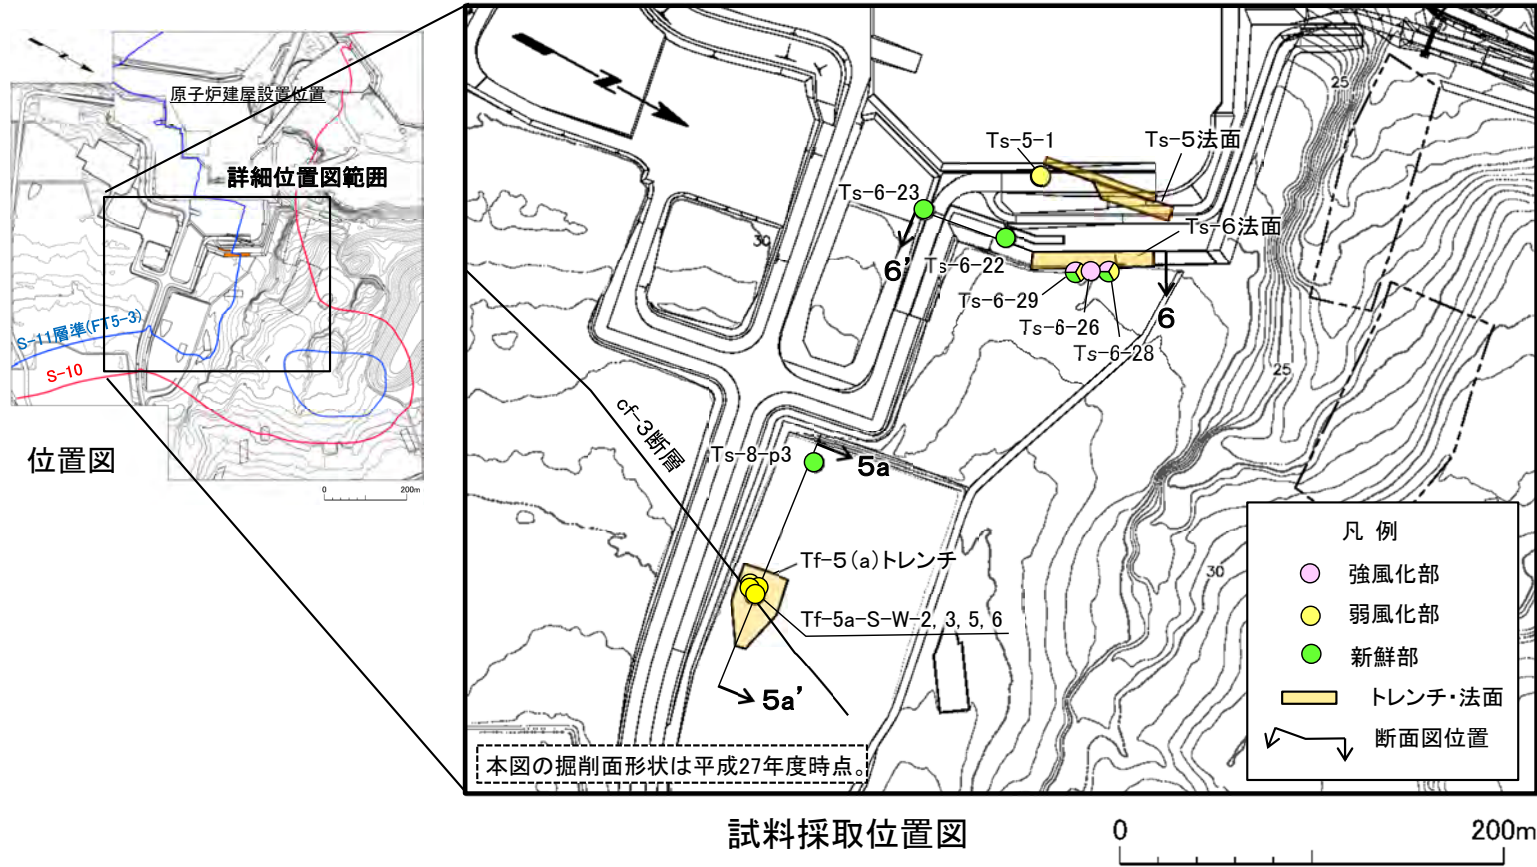 原子炉建屋設置位置
詳細位置図範囲
S-11層準(FT5-3)
S-10
位置図
0 200m
N
Ts-5-1
Ts-5法面
Ts-6-23
Ts-6法面
30
6'
Ts-6-22
Ts-6-29
Ts-6-26
Ts-6-28
6
25
25
30
cf-3断層
Ts-8-p3
5a
Tf-5(a)トレンチ
Tf-5a-S-W-2, 3, 5, 6
5a'
本図の掘削面形状は平成27年度時点。
凡 例
強風化部
弱風化部
新鮮部
トレンチ・法面
断面図位置
試料採取位置図
0 200m